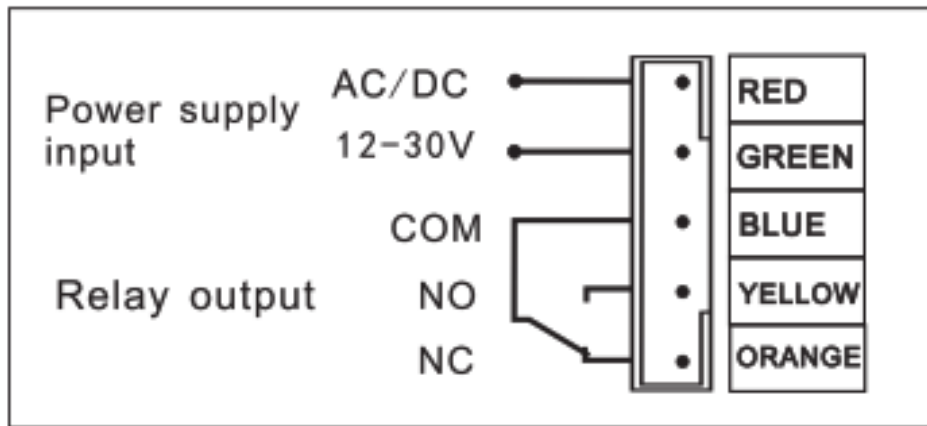 AC/DC RED
Power supply
input
12-30V GREEN
COM BLUE
Relay output NO YELLOW
NC ORANGE